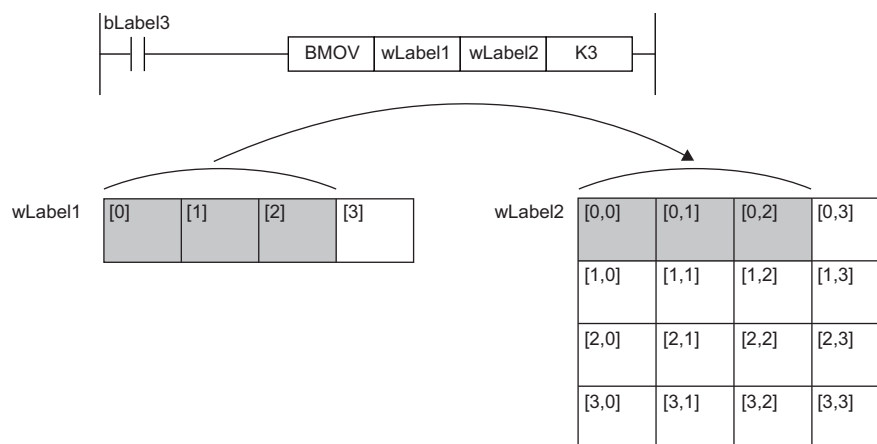 bLabel3
BMOV wLabel1 wLabel2 K3
wLabel1 [0] [1] [2] [3]
wLabel2 [0,0] [0,1] [0,2] [0,3]
[1,0] [1,1] [1,2] [1,3]
[2,0] [2,1] [2,2] [2,3]
[3,0] [3,1] [3,2] [3,3]